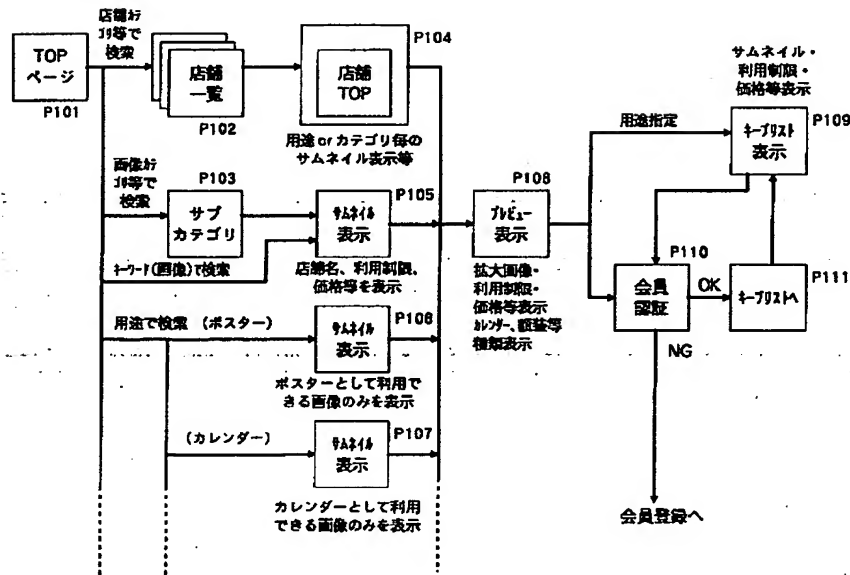 店舗ｶﾃ
ｺﾞﾘ等で
検索
TOP
ページ
P101
店舗
一覧
P102
P104
店舗
TOP
用途orカテゴリ毎の
サムネイル表示等
画像ｶﾃ
ｺﾞﾘ等で
検索
P103
サブ
カテゴリ
P105
ｻﾑﾈｲﾙ
表示
ｷｰﾜｰﾄﾞ(画像)で検索
店舗名、利用制限、
価格等を表示
用途で検索 (ポスター)
P106
ｻﾑﾈｲﾙ
表示
ポスターとして利用で
きる画像のみを表示
(カレンダー)
P107
ｻﾑﾈｲﾙ
表示
カレンダーとして利用
できる画像のみを表示
P108
ﾌﾟﾚﾋﾞｭｰ
表示
拡大画像・
利用制限・
価格等表示
ｶﾚﾝﾀﾞｰ、額装等
種類表示
サムネイル・
利用制限・
価格等表示
用途指定
P109
ｷｰﾌﾟﾘｽﾄ
表示
P110
会員
認証
OK
P111
ｷｰﾌﾟﾘｽﾄへ
NG
会員登録へ